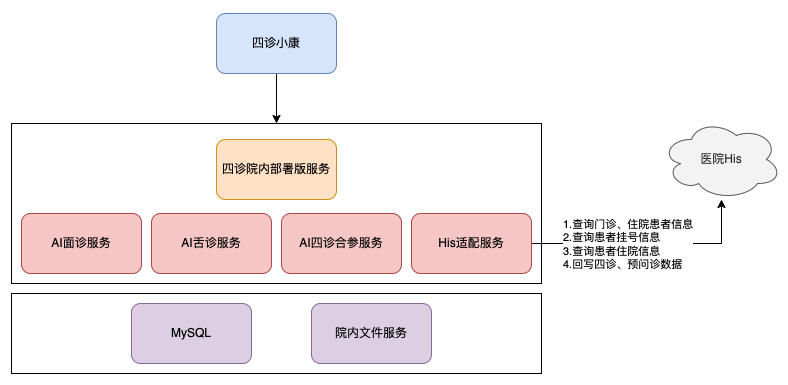 四诊小康
四诊院内部署版服务
医院His
AI面诊服务
AI舌诊服务
AI四诊合参服务
His适配服务
1.查询门诊、住院患者信息
2.查询患者挂号信息
3.查询患者住院信息
4.回写四诊、预问诊数据
MySQL
院内文件服务